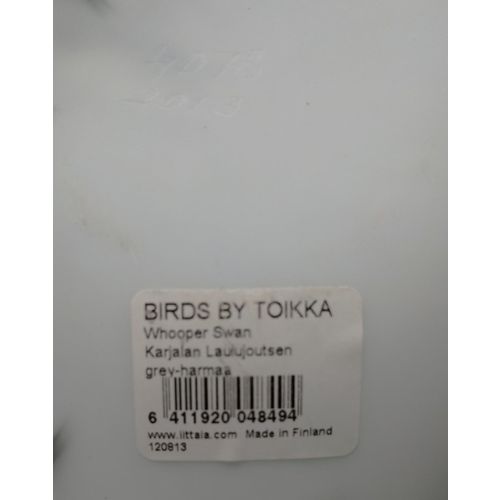 2013
BIRDS BY TOIKKA
Whooper Swan
Karjalan Laulujoutsen
grey-harmaa
6 411920 048494
www.iittala.com Made in Finland
120813